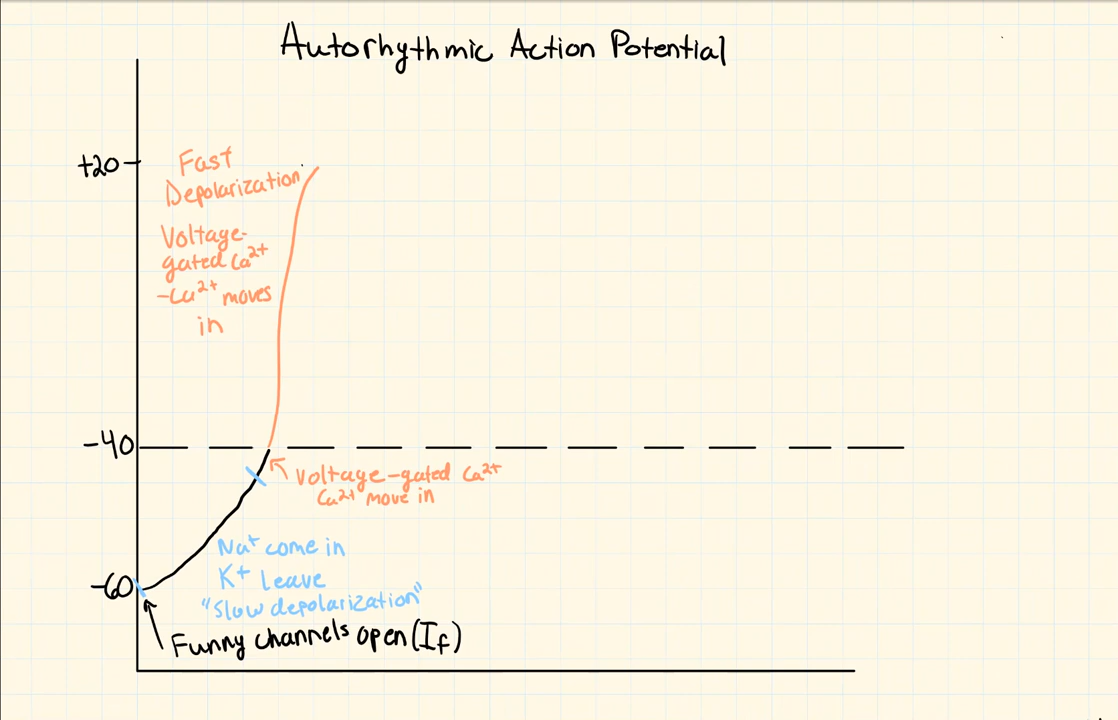 Autorhythmic Action Potential
+20
Fast
Depolarization
Voltage-
gated Ca²⁺
-Ca²⁺ moves
in
-40
Voltage-gated Ca²⁺
Ca²⁺ move in
Na⁺ come in
K⁺ Leave
"Slow depolarization"
-60
Funny channels open (If)